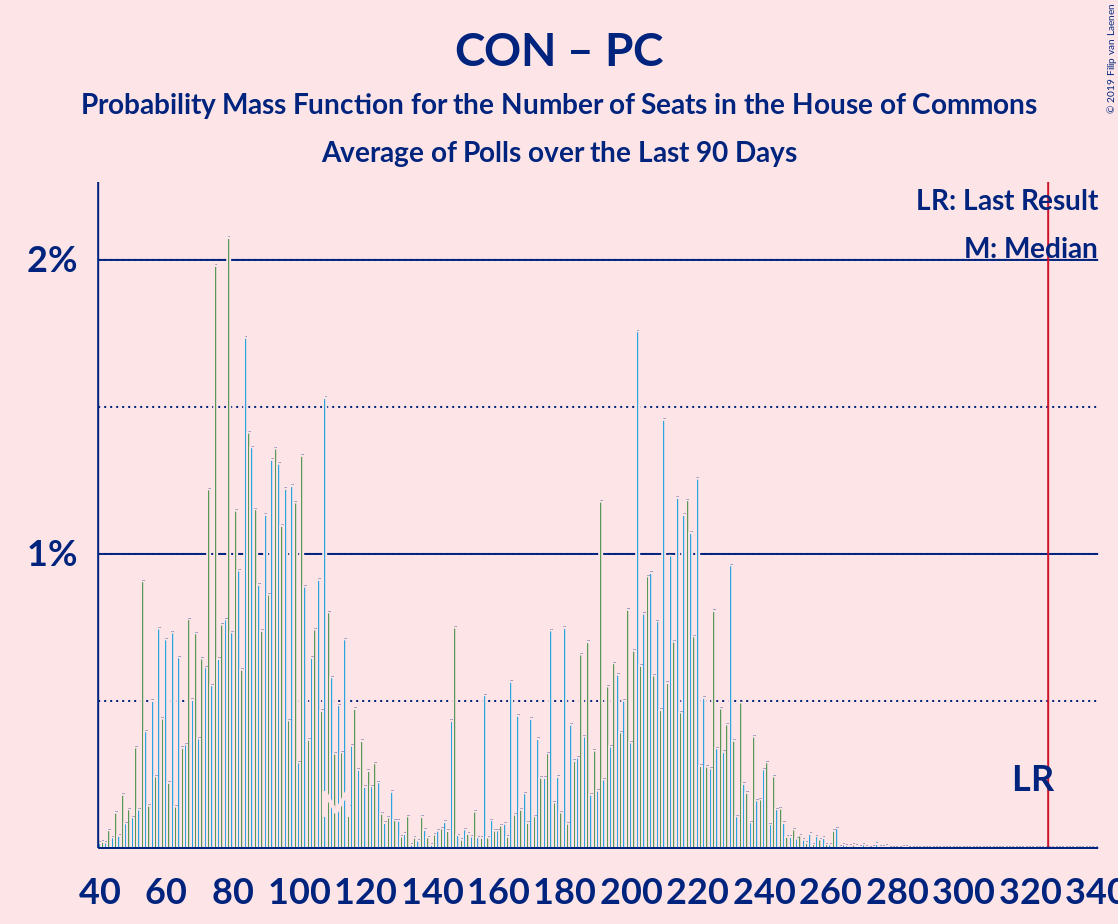 CON – PC
Probability Mass Function for the Number of Seats in the House of Commons
Average of Polls over the Last 90 Days
© 2019 Filip van Laenen
LR: Last Result
M: Median
2%
1%
M
LR
40 60 80 100 120 140 160 180 200 220 240 260 280 300 320 340